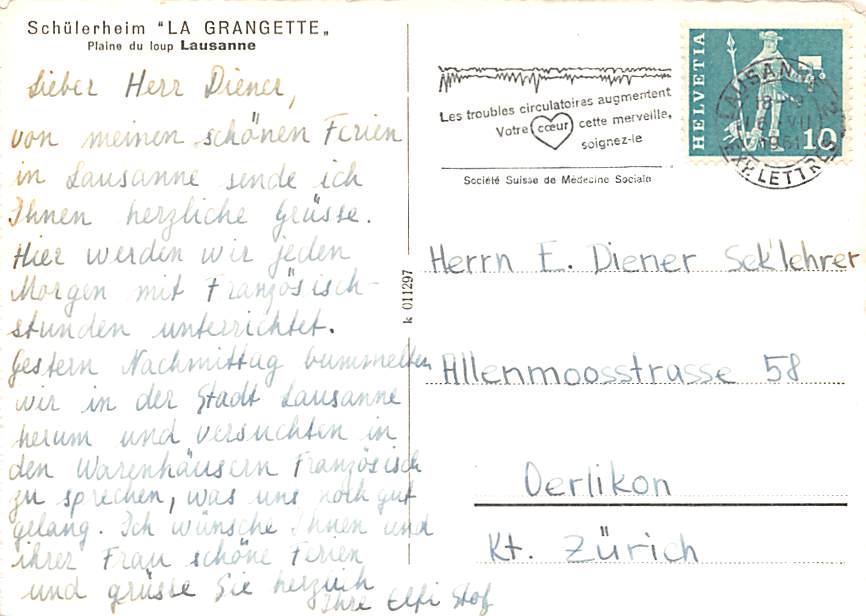 Schülerheim "LA GRANGETTE„
Plaine du loup Lausanne
Lieber Herr Diener,
von meinen schönen Ferien
in Lausanne sende ich
Ihnen herzliche Grüsse.
Hier werden wir jeden
Morgen mit Französisch-
stunden unterrichtet.
Gestern Nachmittag bummelten
wir in der Stadt Lausanne
herum und versuchten in
den Warenhäusern Französisch
zu sprechen, was uns noch gut
gelang. Ich wünsche Ihnen und
ihrer Frau schöne Ferien
und grüsse Sie herzlich
Ihre Elfi
k 011297
Les troubles circulatoires augmentent
Votre cœur cette merveille,
soignez-le
Société Suisse de Médecine Sociale
HELVETIA
10
LAUSANNE
1961
EXP. LETTRES
Herrn E. Diener Sek'lehrer
Allenmoosstrasse 58
Oerlikon
Kt. Zürich